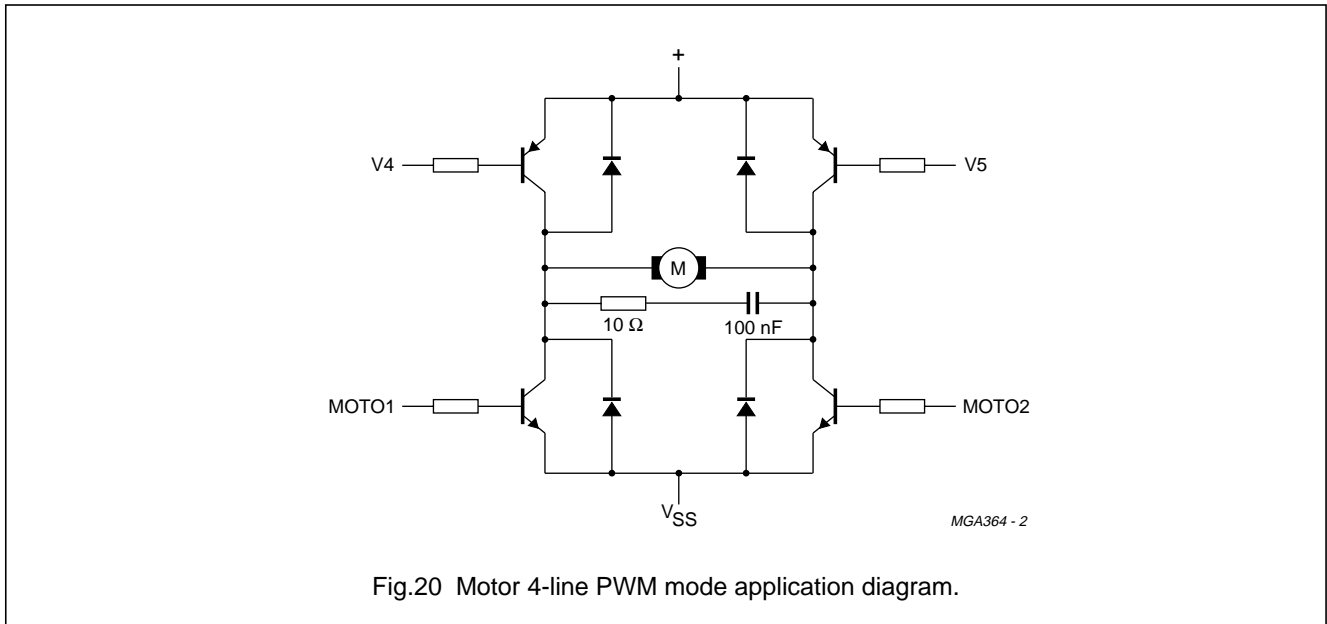 +
V4
V5
M
10 Ω
100 nF
MOTO1
MOTO2
VSS
MGA364 - 2
Fig.20 Motor 4-line PWM mode application diagram.